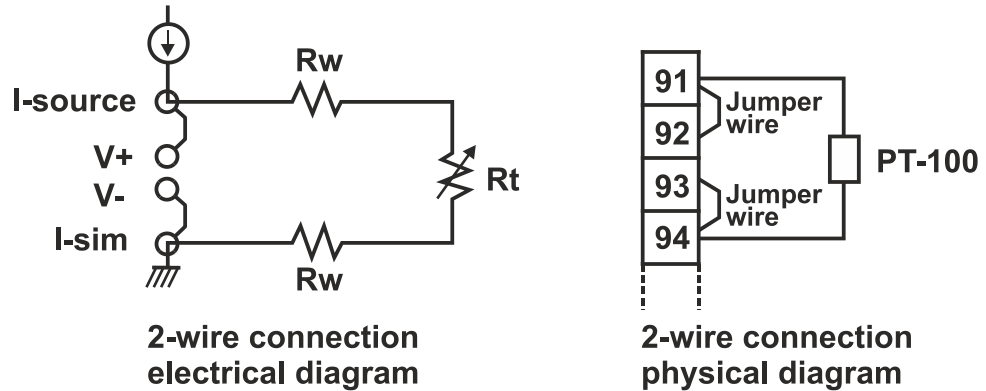 Rw
I-source
V+
V-
Rt
I-sim
Rw
2-wire connection
electrical diagram
91
Jumper
wire
92
PT-100
93
Jumper
wire
94
2-wire connection
physical diagram